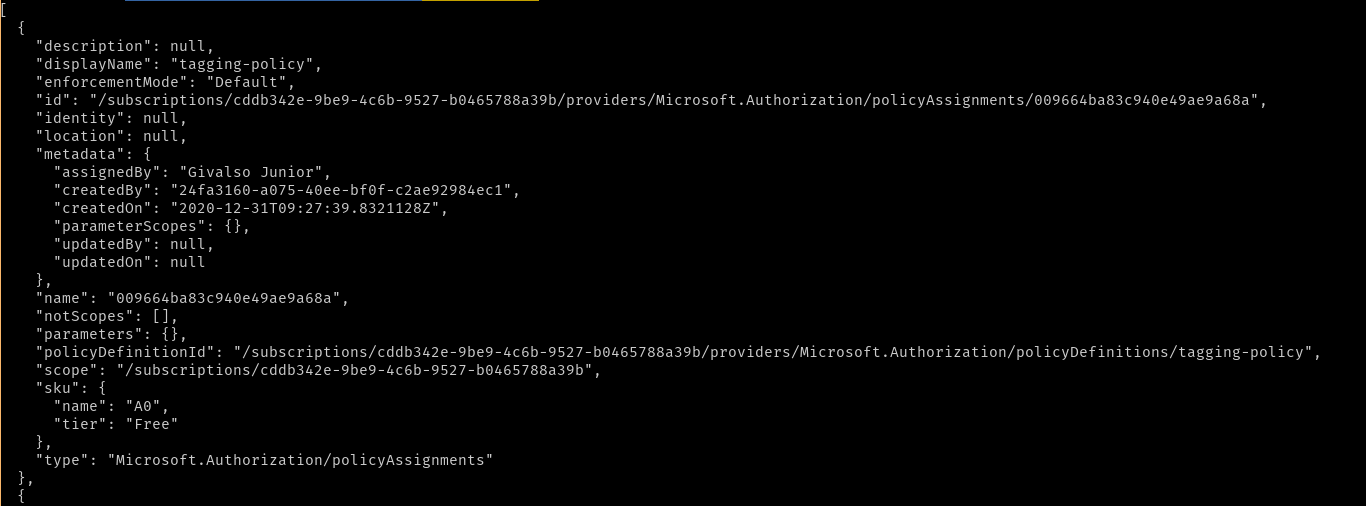 [
  {
    "description": null,
    "displayName": "tagging-policy",
    "enforcementMode": "Default",
    "id": "/subscriptions/cddb342e-9be9-4c6b-9527-b0465788a39b/providers/Microsoft.Authorization/policyAssignments/009664ba83c940e49ae9a68a",
    "identity": null,
    "location": null,
    "metadata": {
      "assignedBy": "Givalso Junior",
      "createdBy": "24fa3160-a075-40ee-bf0f-c2ae92984ec1",
      "createdOn": "2020-12-31T09:27:39.8321128Z",
      "parameterScopes": {},
      "updatedBy": null,
      "updatedOn": null
    },
    "name": "009664ba83c940e49ae9a68a",
    "notScopes": [],
    "parameters": {},
    "policyDefinitionId": "/subscriptions/cddb342e-9be9-4c6b-9527-b0465788a39b/providers/Microsoft.Authorization/policyDefinitions/tagging-policy",
    "scope": "/subscriptions/cddb342e-9be9-4c6b-9527-b0465788a39b",
    "sku": {
      "name": "A0",
      "tier": "Free"
    },
    "type": "Microsoft.Authorization/policyAssignments"
  },
  {